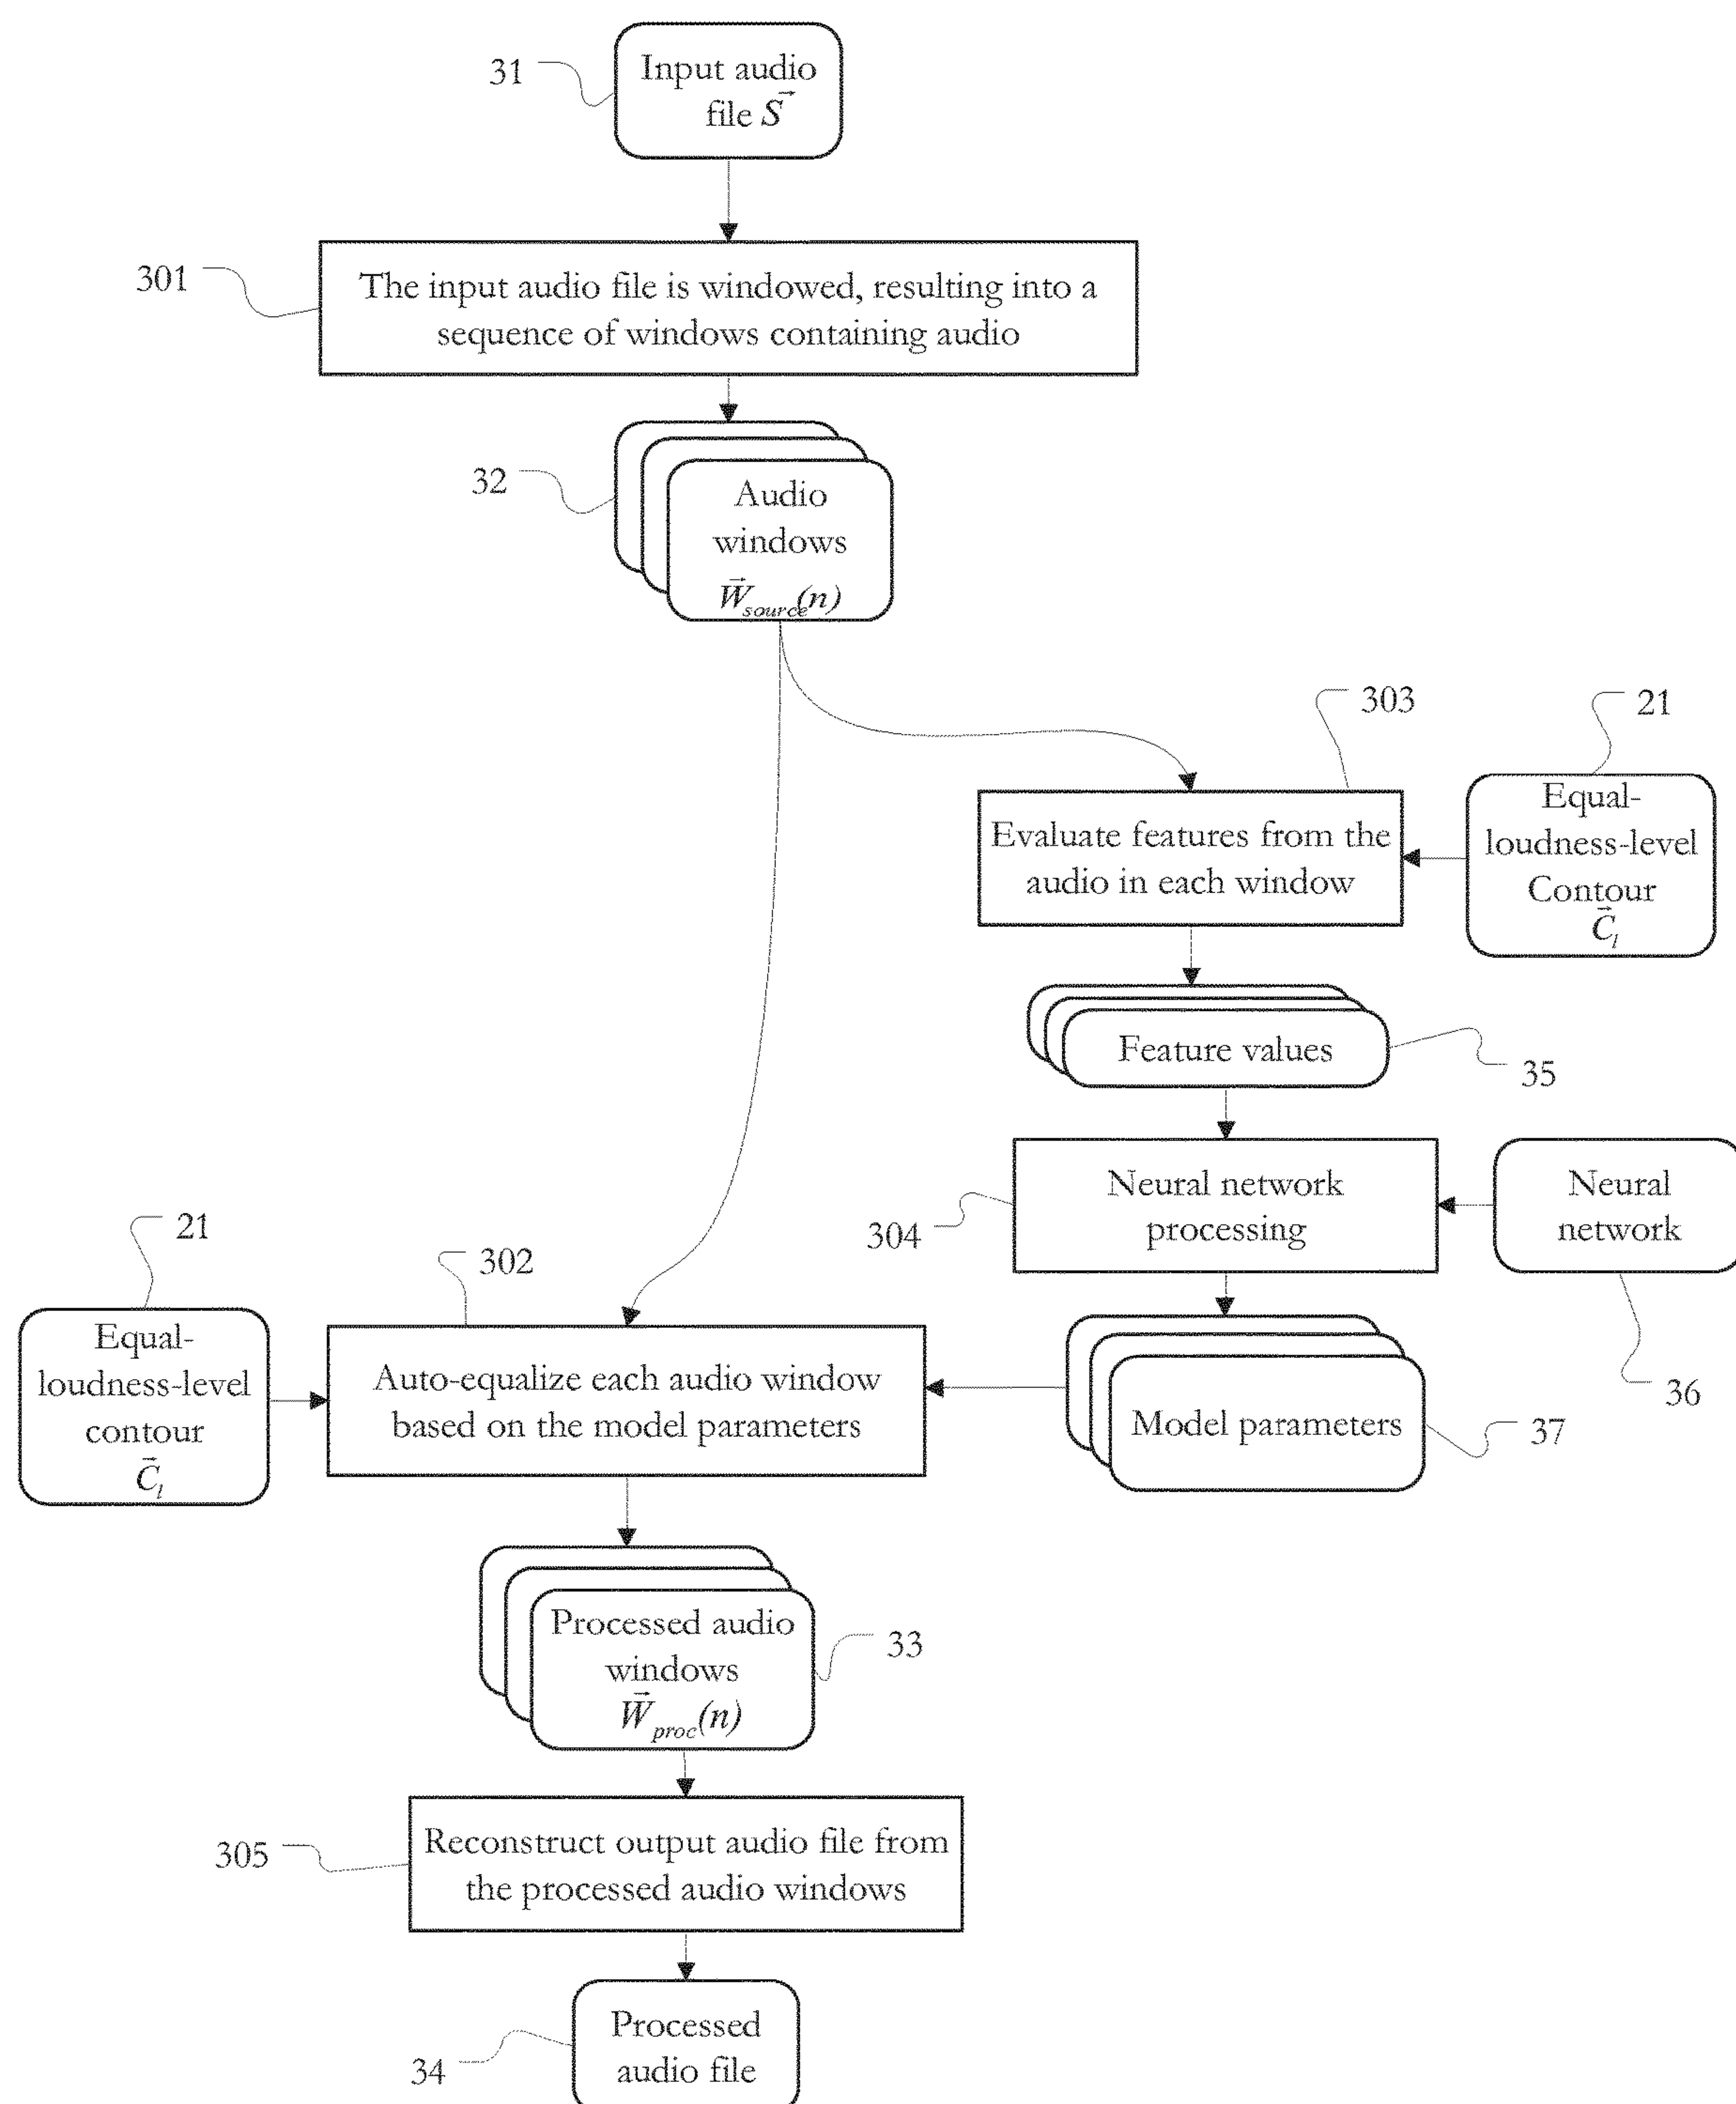 31
Input audio
file S⃗
301
The input audio file is windowed, resulting into a
sequence of windows containing audio
32
Audio
windows
W⃗source(n)
303
21
Evaluate features from the
audio in each window
Equal-
loudness-level
Contour
C⃗l
Feature values
35
Neural network
processing
304
Neural
network
36
21
302
Equal-
loudness-level
contour
C⃗l
Auto-equalize each audio window
based on the model parameters
Model parameters
37
Processed audio
windows
W⃗proc(n)
33
305
Reconstruct output audio file from
the processed audio windows
Processed
audio file
34